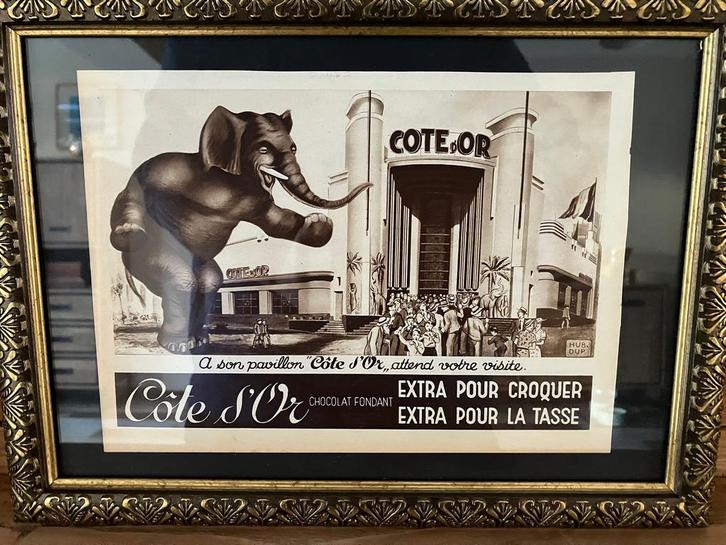 COTE D'OR
COTE D'OR
HUB.
DUP.
A son pavillon "Côte d'Or„ attend votre visite.
Côte d'Or CHOCOLAT FONDANT EXTRA POUR CROQUER
EXTRA POUR LA TASSE